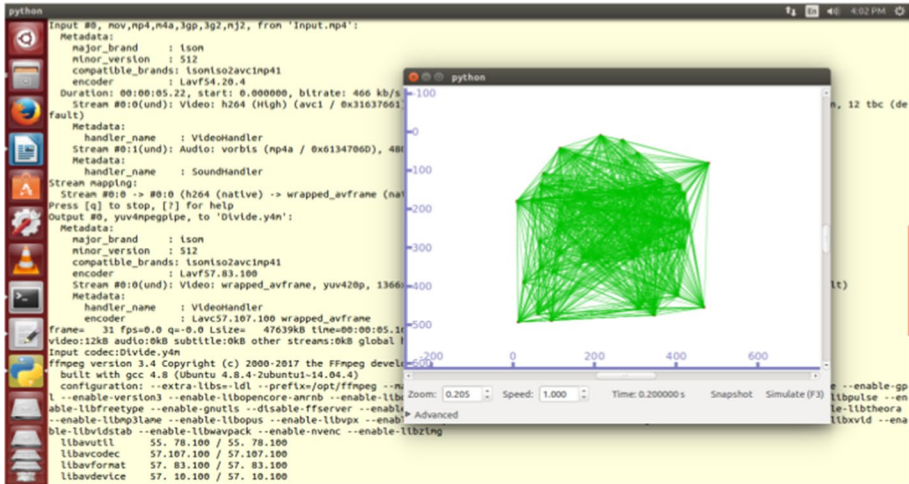 python
En
4:02 PM
Input #0, mov,mp4,m4a,3gp,3g2,mj2, from 'Input.mp4':
Metadata:
major_brand : isom
minor_version : 512
compatible_brands: isomiso2avc1mp41
encoder : Lavf54.20.4
Duration: 00:00:05.22, start: 0.000000, bitrate: 466 kb/s
Stream #0:0(und): Video: h264 (High) (avc1 / 0x31637661) n, 12 tbc (de
fault)
Metadata:
handler_name : VideoHandler
Stream #0:1(und): Audio: vorbis (mp4a / 0x6134706D), 480
Metadata:
handler_name : SoundHandler
Stream mapping:
Stream #0:0 -> #0:0 (h264 (native) -> wrapped_avframe (nat
Press [q] to stop, [?] for help
Output #0, yuv4mpegpipe, to 'Divide.y4m':
Metadata:
major_brand : isom
minor_version : 512
compatible_brands: isomiso2avc1mp41
encoder : Lavf57.83.100
Stream #0:0(und): Video: wrapped_avframe, yuv420p, 1366x lt)
Metadata:
handler_name : VideoHandler
encoder : Lavc57.107.100 wrapped_avframe
frame= 31 fps=0.0 q=-0.0 Lsize= 47639kB time=00:00:05.1
video:12kB audio:0kB subtitle:0kB other streams:0kB global h
Input codec:Divide.y4m
ffmpeg version 3.4 Copyright (c) 2000-2017 the FFmpeg devel
built with gcc 4.8 (Ubuntu 4.8.4-2ubuntu1~14.04.4)
configuration: --extra-libs=-ldl --prefix=/opt/ffmpeg --ma e --enable-gp
l --enable-version3 --enable-libopencore-amrnb --enable-libo libpulse --en
able-libfreetype --enable-gnutls --disable-ffserver --enabl able-libtheora
--enable-libmp3lame --enable-libopus --enable-libvpx --enabl libxvid --ena
ble-libvidstab --enable-libwavpack --enable-nvenc --enable-libzimg
libavutil 55. 78.100 / 55. 78.100
libavcodec 57.107.100 / 57.107.100
libavformat 57. 83.100 / 57. 83.100
libavdevice 57. 10.100 / 57. 10.100
python
-100
0
-100
-200
-300
-400
-500
-200 0 200 400 600
Zoom: 0.205 Speed: 1.000 Time: 0.200000 s Snapshot Simulate (F3)
Advanced